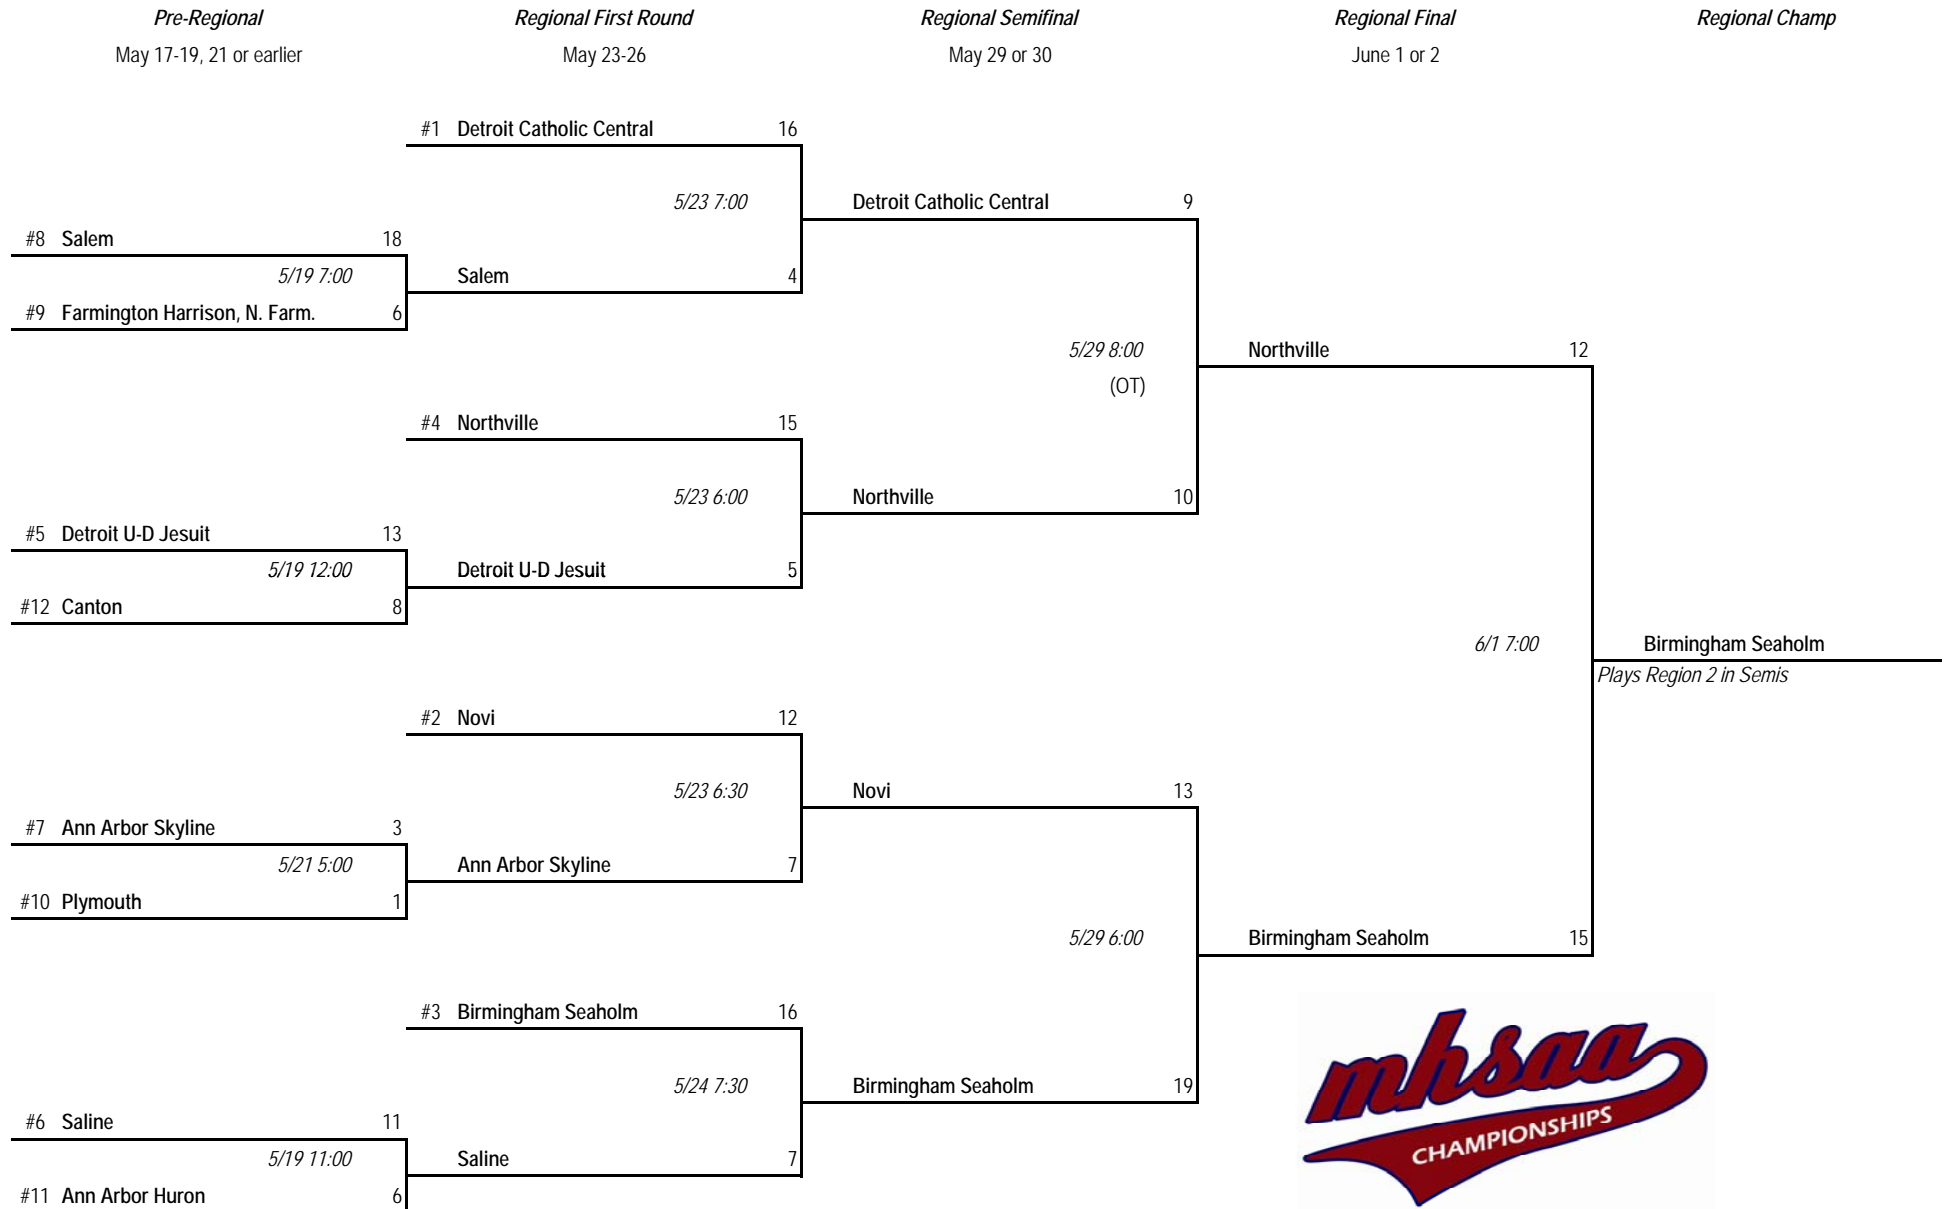 Pre-Regional Regional First Round Regional Semifinal Regional Final Regional Champ
May 17-19, 21 or earlier May 23-26 May 29 or 30 June 1 or 2
#1 Detroit Catholic Central 16
5/23 7:00 Detroit Catholic Central 9
#8 Salem 18
5/19 7:00 Salem 4
#9 Farmington Harrison, N. Farm. 6
5/29 8:00 Northville 12
(OT)
#4 Northville 15
5/23 6:00 Northville 10
#5 Detroit U-D Jesuit 13
5/19 12:00 Detroit U-D Jesuit 5
#12 Canton 8
6/1 7:00 Birmingham Seaholm
Plays Region 2 in Semis
#2 Novi 12
5/23 6:30 Novi 13
#7 Ann Arbor Skyline 3
5/21 5:00 Ann Arbor Skyline 7
#10 Plymouth 1
5/29 6:00 Birmingham Seaholm 15
#3 Birmingham Seaholm 16
5/24 7:30 Birmingham Seaholm 19
mhsaa
CHAMPIONSHIPS
#6 Saline 11
5/19 11:00 Saline 7
#11 Ann Arbor Huron 6